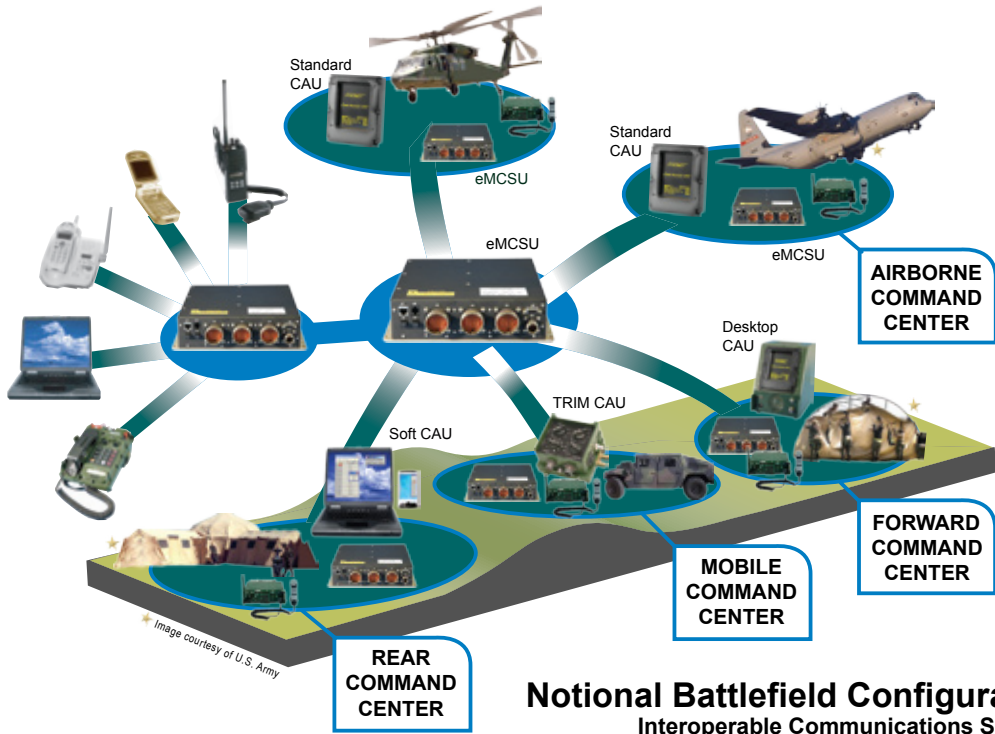 Standard
CAU
eMCSU
Standard
CAU
eMCSU
eMCSU
AIRBORNE
COMMAND
CENTER
Desktop
CAU
TRIM CAU
Soft CAU
FORWARD
COMMAND
CENTER
MOBILE
COMMAND
CENTER
REAR
COMMAND
CENTER
Image courtesy of U.S. Army
Notional Battlefield Configura
Interoperable Communications S